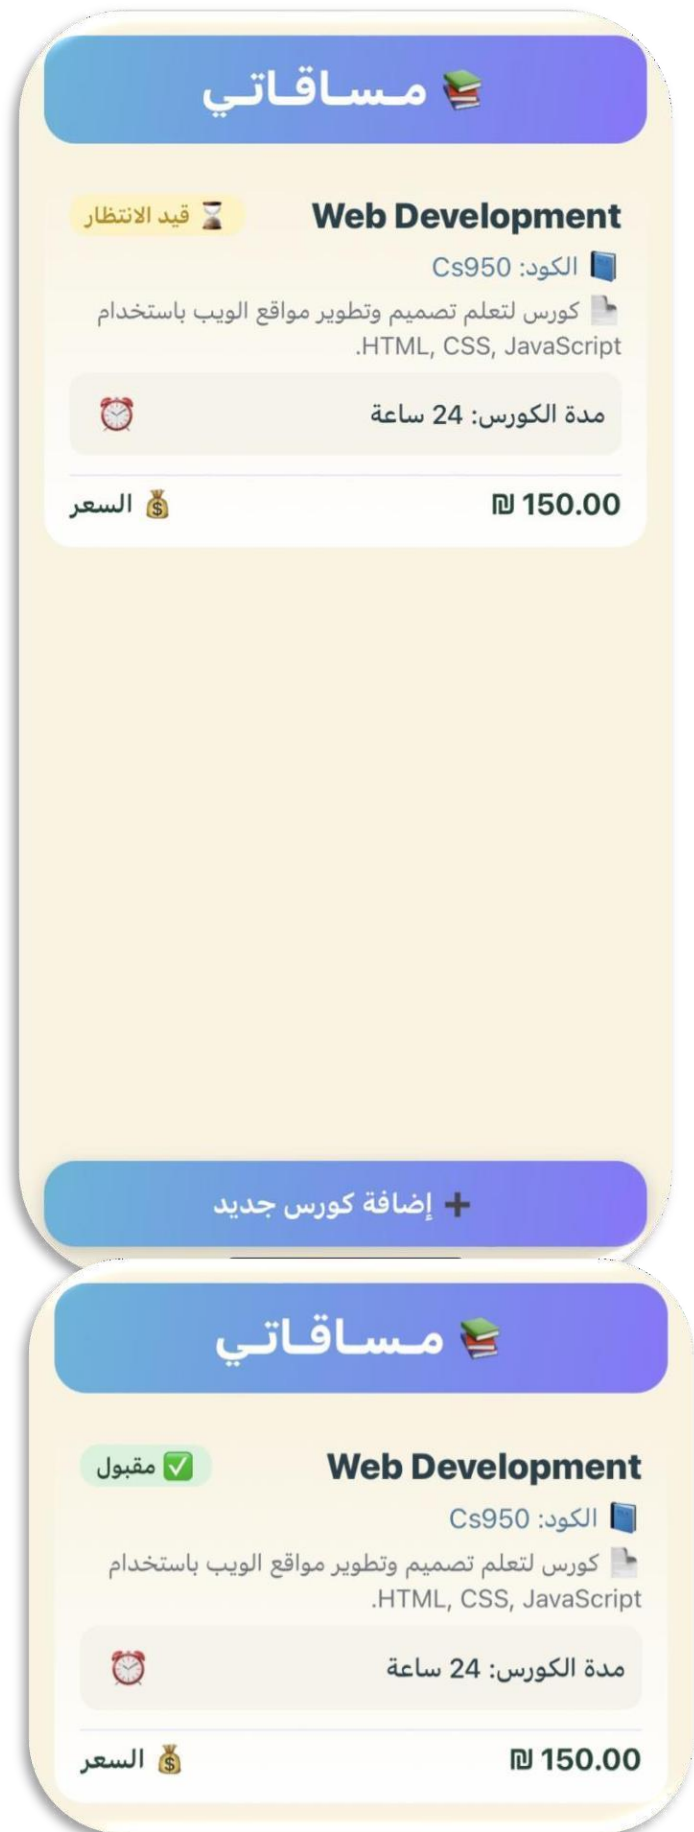 📚 مـسـاقـاتـي
Web Development
⏳ قيد الانتظار
📘 الكود: Cs950
📄 كورس لتعلم تصميم وتطوير مواقع الويب باستخدام
HTML, CSS, JavaScript.
مدة الكورس: 24 ساعة ⏰
₪ 150.00
💰 السعر
➕ إضافة كورس جديد
📚 مـسـاقـاتـي
Web Development
✅ مقبول
📘 الكود: Cs950
📄 كورس لتعلم تصميم وتطوير مواقع الويب باستخدام
HTML, CSS, JavaScript.
مدة الكورس: 24 ساعة ⏰
₪ 150.00
💰 السعر